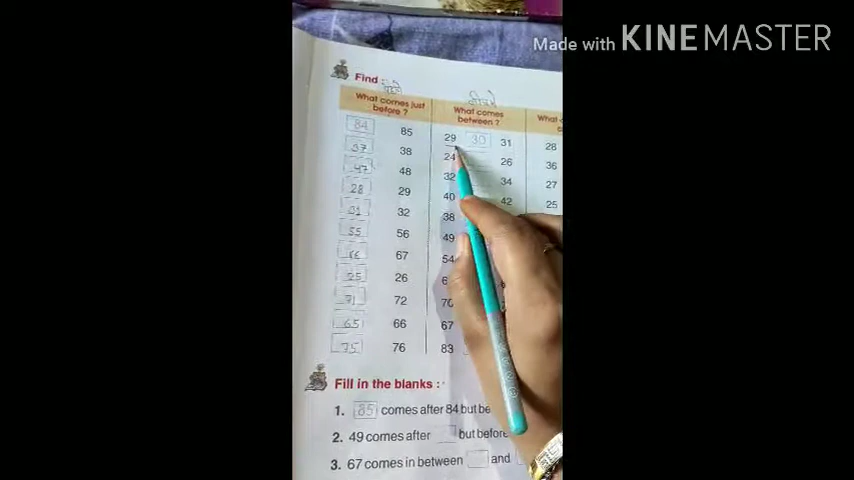 Made with KINEMASTER
Find :
पहले
What comes just before ?
What comes between ?
What
84 85 29 30 31 28
37 38 24 26 36
47 48 32 34 27
28 29 40 42 25
31 32 38
55 56 49
66 67 54
25 26
71 72 70
65 66 67
75 76 83
Fill in the blanks :
1. 85 comes after 84 but be
2. 49 comes after but before
3. 67 comes in between and